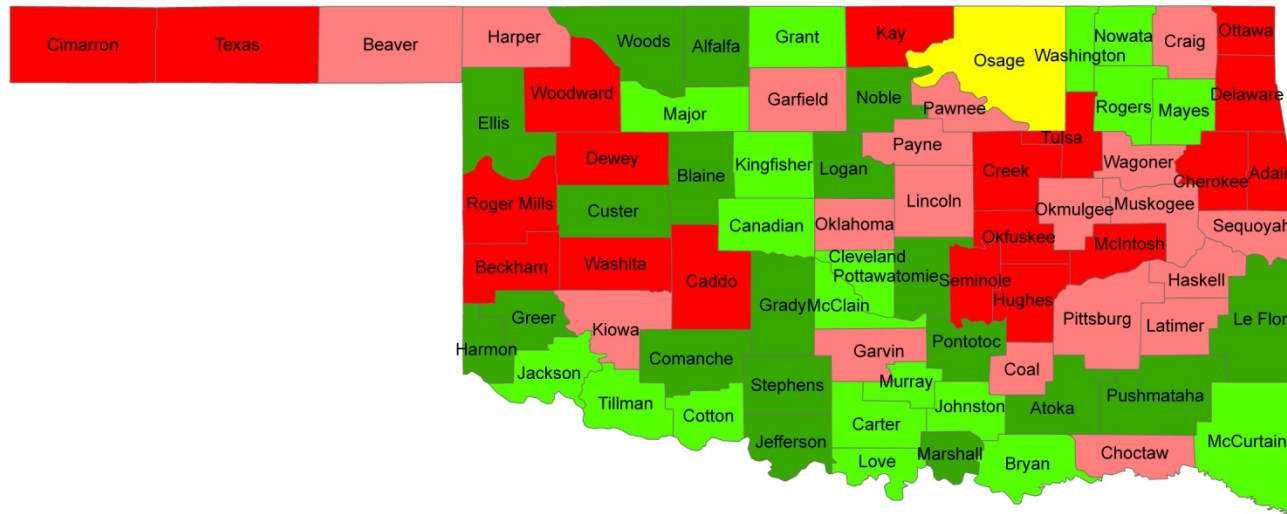 Cimarron
Texas
Beaver
Harper
Woods
Alfalfa
Grant
Kay
Osage
Washington
Nowata
Craig
Ottawa
Woodward
Major
Garfield
Noble
Pawnee
Rogers
Mayes
Delaware
Ellis
Dewey
Blaine
Kingfisher
Logan
Payne
Creek
Tulsa
Wagoner
Cherokee
Adair
Roger Mills
Custer
Canadian
Oklahoma
Lincoln
Okmulgee
Muskogee
Sequoyah
Beckham
Washita
Caddo
Grady
Cleveland
McClain
Pottawatomie
Seminole
Okfuskee
Hughes
McIntosh
Haskell
Pittsburg
Latimer
Le Flor
Harmon
Greer
Kiowa
Comanche
Jackson
Tillman
Cotton
Stephens
Jefferson
Garvin
Murray
Pontotoc
Coal
Carter
Johnston
Atoka
Pushmataha
McCurtain
Love
Marshall
Bryan
Choctaw